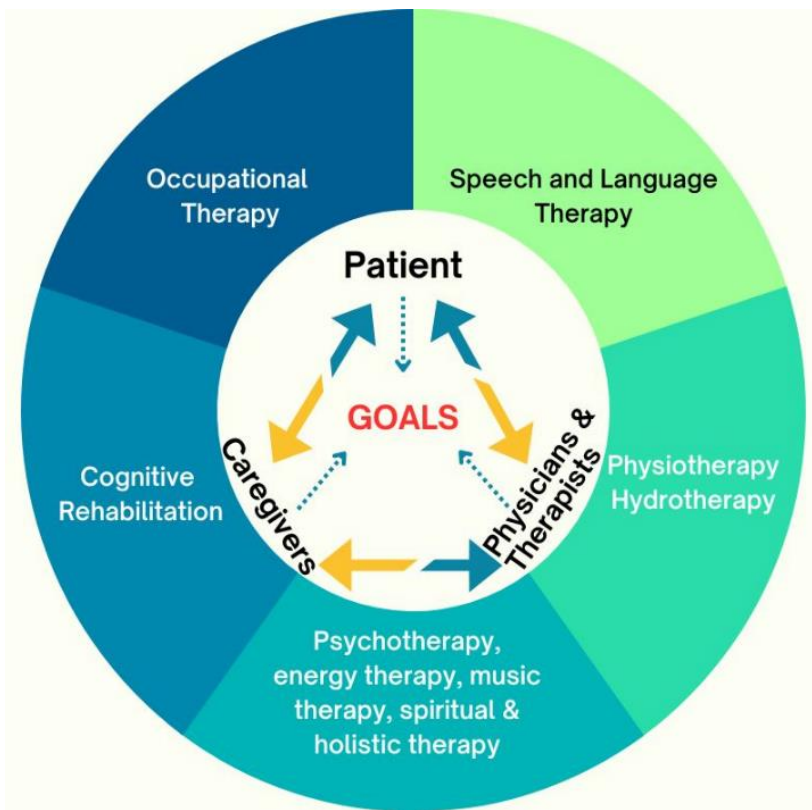 Occupational
Therapy
Speech and Language
Therapy
Patient
GOALS
Caregivers
Physicians &
Therapists
Cognitive
Rehabilitation
Physiotherapy
Hydrotherapy
Psychotherapy,
energy therapy, music
therapy, spiritual &
holistic therapy